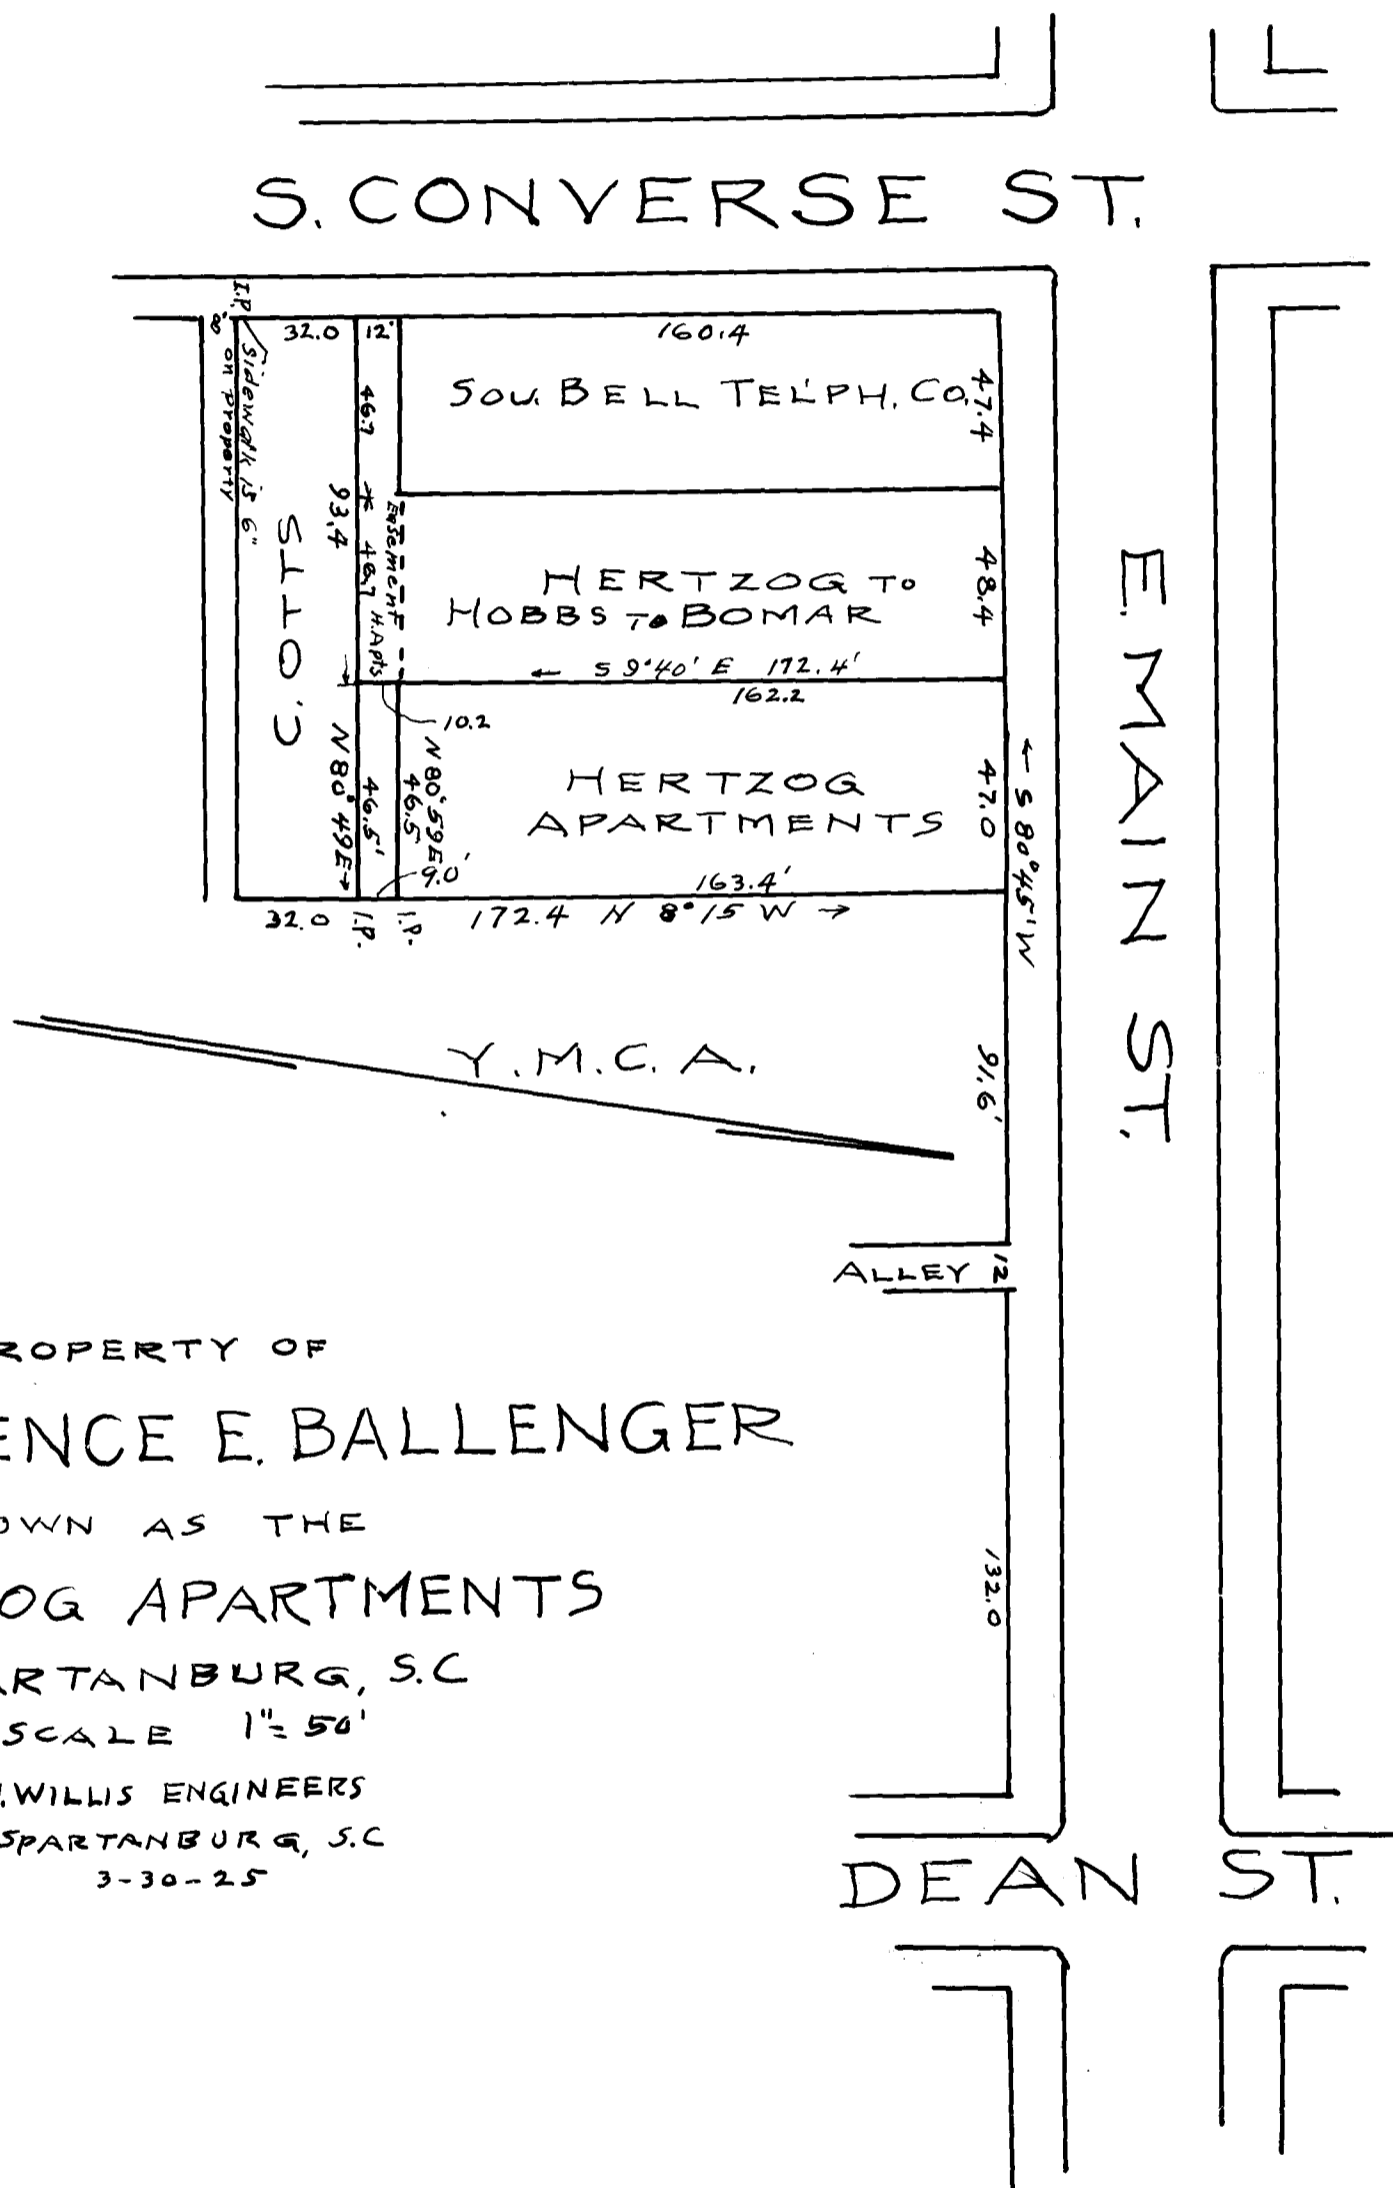 S. CONVERSE ST.
I.P.
8'
32.0
12'
160.4
Sidewalk is 6"
on property
46.7
SOU. BELL TEL'PH. CO.
47.4
93.4
* 46.7 H.Apts
Easement
C. OTTS
HERTZOG TO
HOBBS TO BOMAR
48.4
← S 9°40' E 172.4'
162.2
10.2
N 80°49E→
46.5'
N 80°59E
46.5
HERTZOG
APARTMENTS
47.0
← S 80°45' W
9.0'
163.4'
32.0
I.P.
I.P.
172.4 N 8°15 W →
E. MAIN ST.
Y.M.C.A.
91.6'
ALLEY 12
132.0
ROPERTY OF
ENCE E. BALLENGER
OWN AS THE
OG APARTMENTS
ARTANBURG, S.C
SCALE 1"= 50'
.WILLIS ENGINEERS
SPARTANBURG, S.C
3-30-25
DEAN ST.